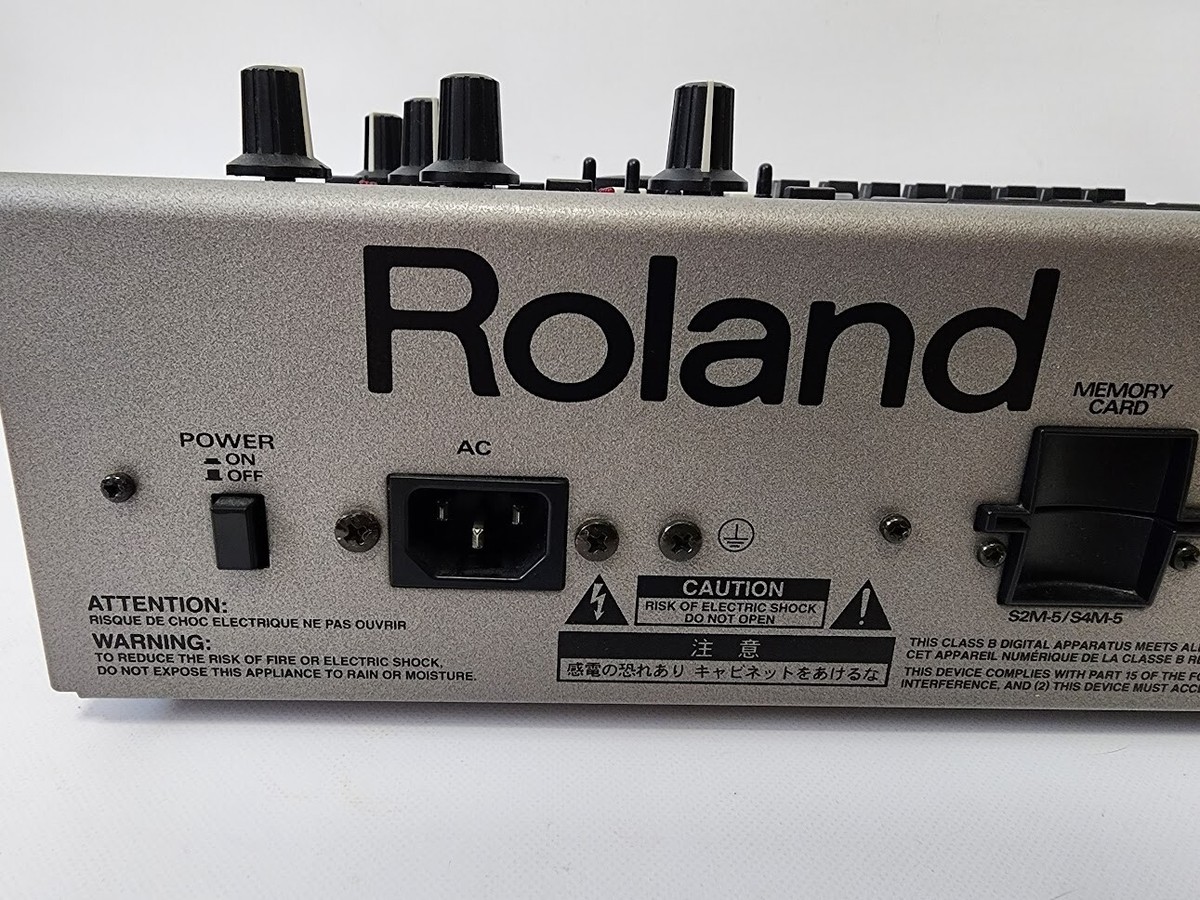 Roland
MEMORY
CARD
POWER
ON
OFF
AC
S2M-5/S4M-5
ATTENTION:
RISQUE DE CHOC ELECTRIQUE NE PAS OUVRIR
WARNING:
TO REDUCE THE RISK OF FIRE OR ELECTRIC SHOCK,
DO NOT EXPOSE THIS APPLIANCE TO RAIN OR MOISTURE.
CAUTION
RISK OF ELECTRIC SHOCK
DO NOT OPEN
注 意
感電の恐れあり キャビネットをあけるな
THIS CLASS B DIGITAL APPARATUS MEETS
CET APPAREIL NUMÉRIQUE DE LA CLASSE B
THIS DEVICE COMPLIES WITH PART 15 OF THE
INTERFERENCE, AND (2) THIS DEVICE MUST